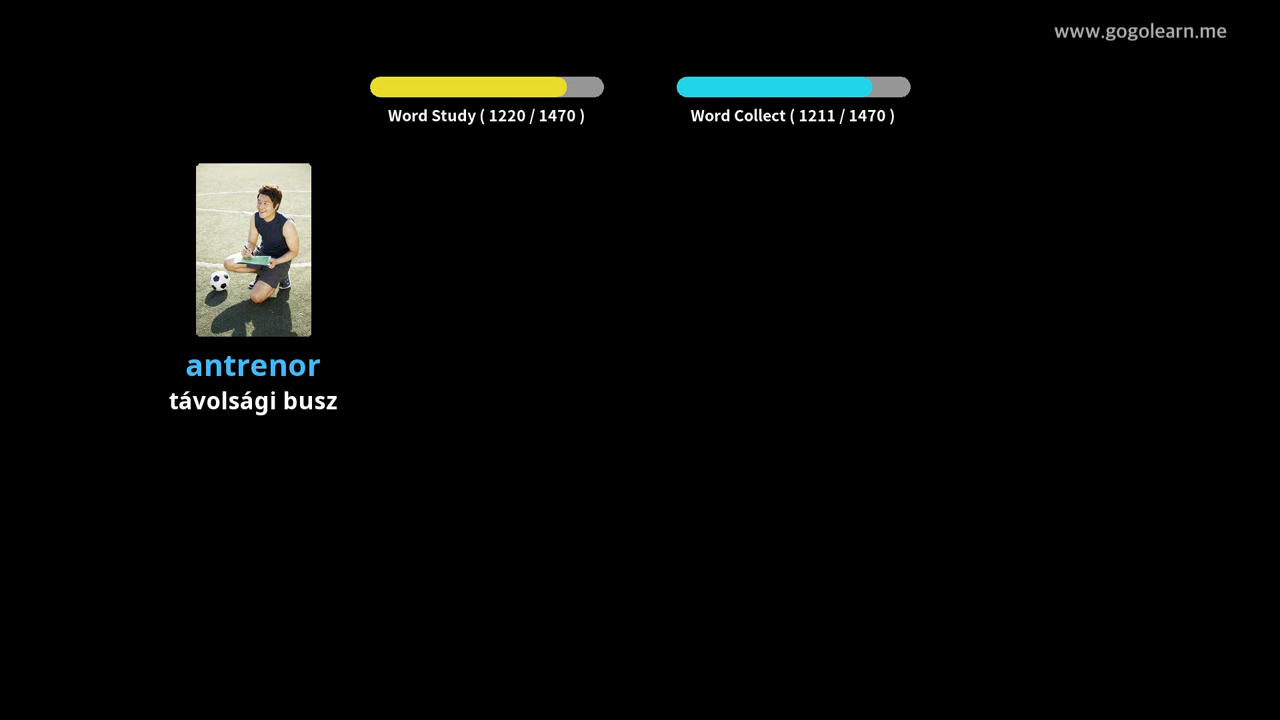 www.gogolearn.me
Word Study ( 1220 / 1470 )
Word Collect ( 1211 / 1470 )
antrenor
távolsági busz